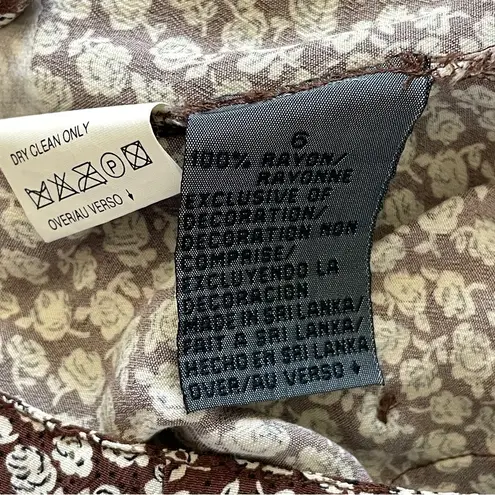 DRY CLEAN ONLY
P
OVER/AU VERSO
6
100% RAYON/
RAYONNE
EXCLUSIVE OF
DECORATION/
DECORATION NON
COMPRISE/
EXCLUYENDO LA
DECORACION
MADE IN SRI LANKA/
FAIT A SRI LANKA/
HECHO EN SRI LANKA
OVER/AU VERSO